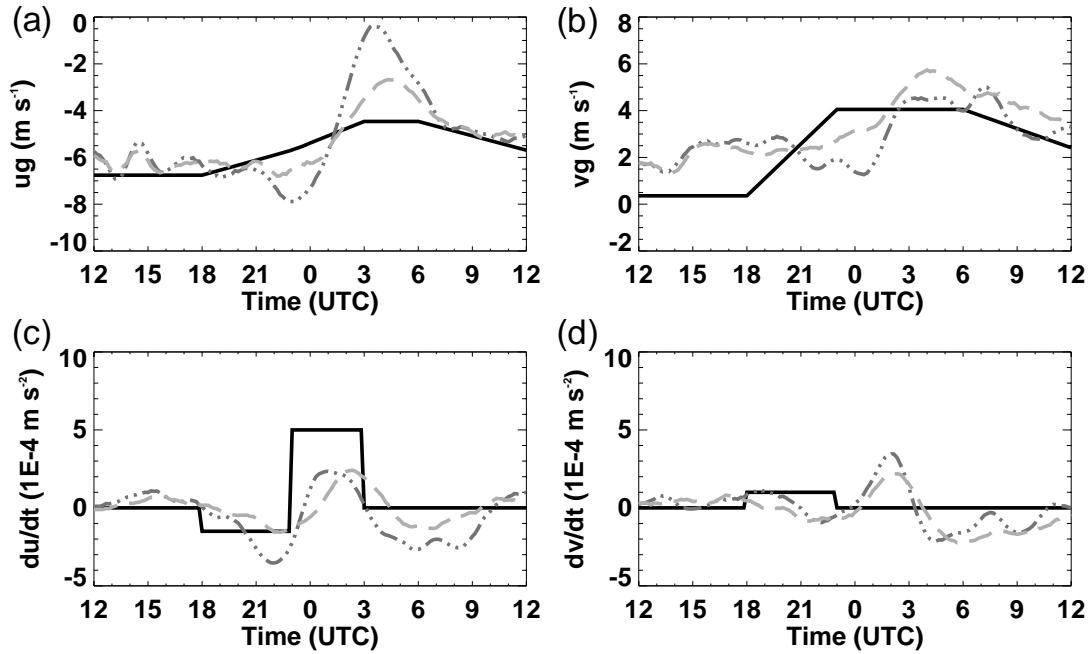 (a)
0
-2
-4
-6
-8
-10
ug (m s⁻¹)
12 15 18 21 0 3 6 9 12
Time (UTC)
(b)
8
6
4
2
0
-2
vg (m s⁻¹)
12 15 18 21 0 3 6 9 12
Time (UTC)
(c)
10
5
0
-5
du/dt (1E-4 m s⁻²)
12 15 18 21 0 3 6 9 12
Time (UTC)
(d)
10
5
0
-5
dv/dt (1E-4 m s⁻²)
12 15 18 21 0 3 6 9 12
Time (UTC)